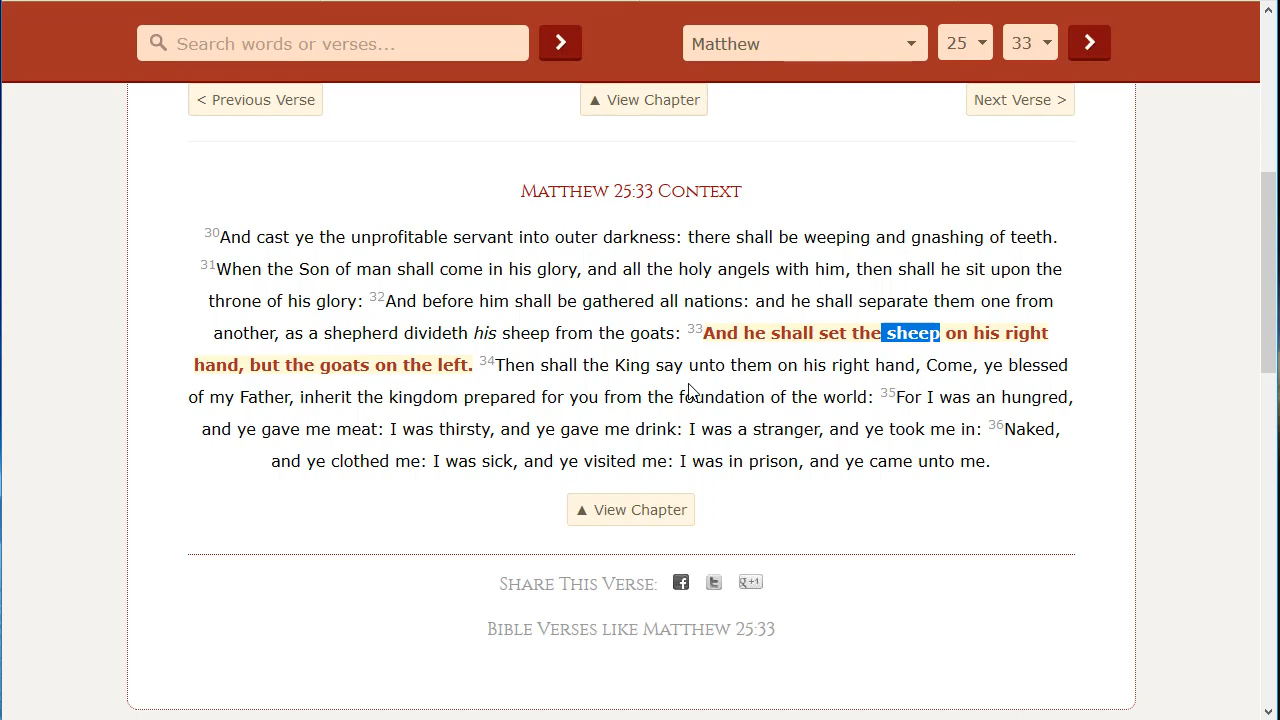 Search words or verses...
Matthew 25 33
< Previous Verse ▲ View Chapter Next Verse >
Matthew 25:33 Context
30And cast ye the unprofitable servant into outer darkness: there shall be weeping and gnashing of teeth.
31When the Son of man shall come in his glory, and all the holy angels with him, then shall he sit upon the
throne of his glory: 32And before him shall be gathered all nations: and he shall separate them one from
another, as a shepherd divideth his sheep from the goats: 33And he shall set the sheep on his right
hand, but the goats on the left. 34Then shall the King say unto them on his right hand, Come, ye blessed
of my Father, inherit the kingdom prepared for you from the foundation of the world: 35For I was an hungred,
and ye gave me meat: I was thirsty, and ye gave me drink: I was a stranger, and ye took me in: 36Naked,
and ye clothed me: I was sick, and ye visited me: I was in prison, and ye came unto me.
▲ View Chapter
Share This Verse: f t g+1
Bible Verses like Matthew 25:33